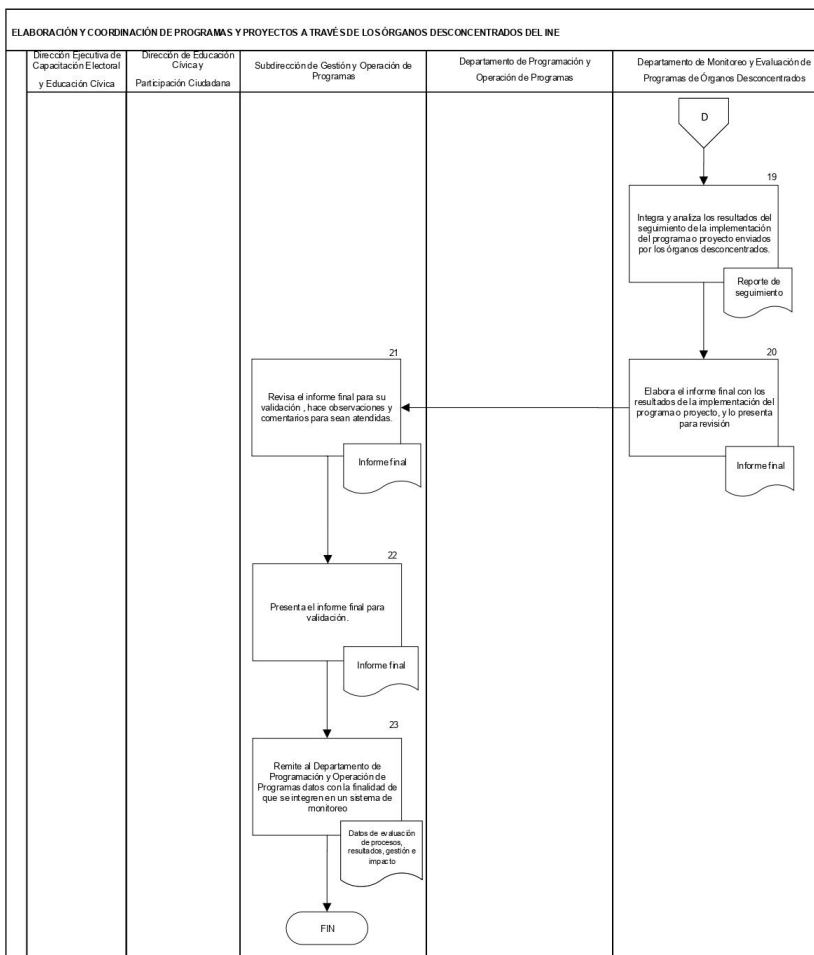 ELABORACIÓN Y COORDINACIÓN DE PROGRAMAS Y PROYECTOS A TRAVÉS DE LOS ÓRGANOS DESCONCENTRADOS DEL INE
Dirección Ejecutiva de
Capacitación Electoral
y Educación Cívica
Dirección de Educación
Cívica y
Participación Ciudadana
Subdirección de Gestión y Operación de
Programas
Departamento de Programación y
Operación de Programas
Departamento de Monitoreo y Evaluación de
Programas de Órganos Desconcentrados
D
19
Integra y analiza los resultados del
seguimiento de la implementación
del programa o proyecto enviados
por los órganos desconcentrados.
Reporte de
seguimiento
20
Elabora el informe final con los
resultados de la implementación del
programa o proyecto, y lo presenta
para revisión
Informe final
21
Revisa el informe final para su
validación , hace observaciones y
comentarios para sean atendidas.
Informe final
22
Presenta el informe final para
validación.
Informe final
23
Remite al Departamento de
Programación y Operación de
Programas datos con la finalidad de
que se integren en un sistema de
monitoreo
Datos de evaluación
de procesos,
resultados, gestión e
impacto
FIN